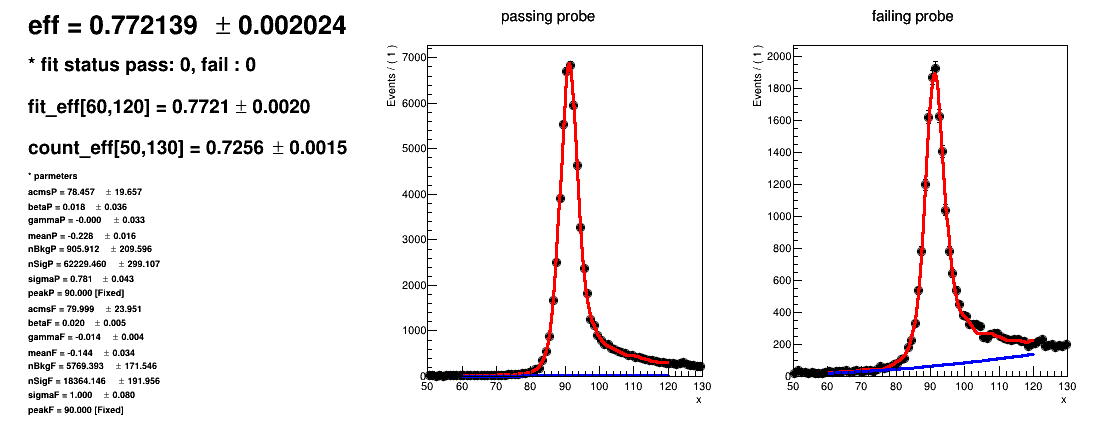 eff = 0.772139 ± 0.002024
* fit status pass: 0, fail : 0
fit_eff[60,120] = 0.7721 ± 0.0020
count_eff[50,130] = 0.7256 ± 0.0015
* parmeters
acmsP = 78.457 ± 19.657
betaP = 0.018 ± 0.036
gammaP = -0.000 ± 0.033
meanP = -0.228 ± 0.016
nBkgP = 905.912 ± 209.596
nSigP = 62229.460 ± 299.107
sigmaP = 0.781 ± 0.043
peakP = 90.000 [Fixed]
acmsF = 79.999 ± 23.951
betaF = 0.020 ± 0.005
gammaF = -0.014 ± 0.004
meanF = -0.144 ± 0.034
nBkgF = 5769.393 ± 171.546
nSigF = 18364.146 ± 191.956
sigmaF = 1.000 ± 0.080
peakF = 90.000 [Fixed]
passing probe
Events / ( 1 )
7000
6000
5000
4000
3000
2000
1000
0
50 60 70 80 90 100 110 120 130
x
failing probe
Events / ( 1 )
2000
1800
1600
1400
1200
1000
800
600
400
200
0
50 60 70 80 90 100 110 120 130
x